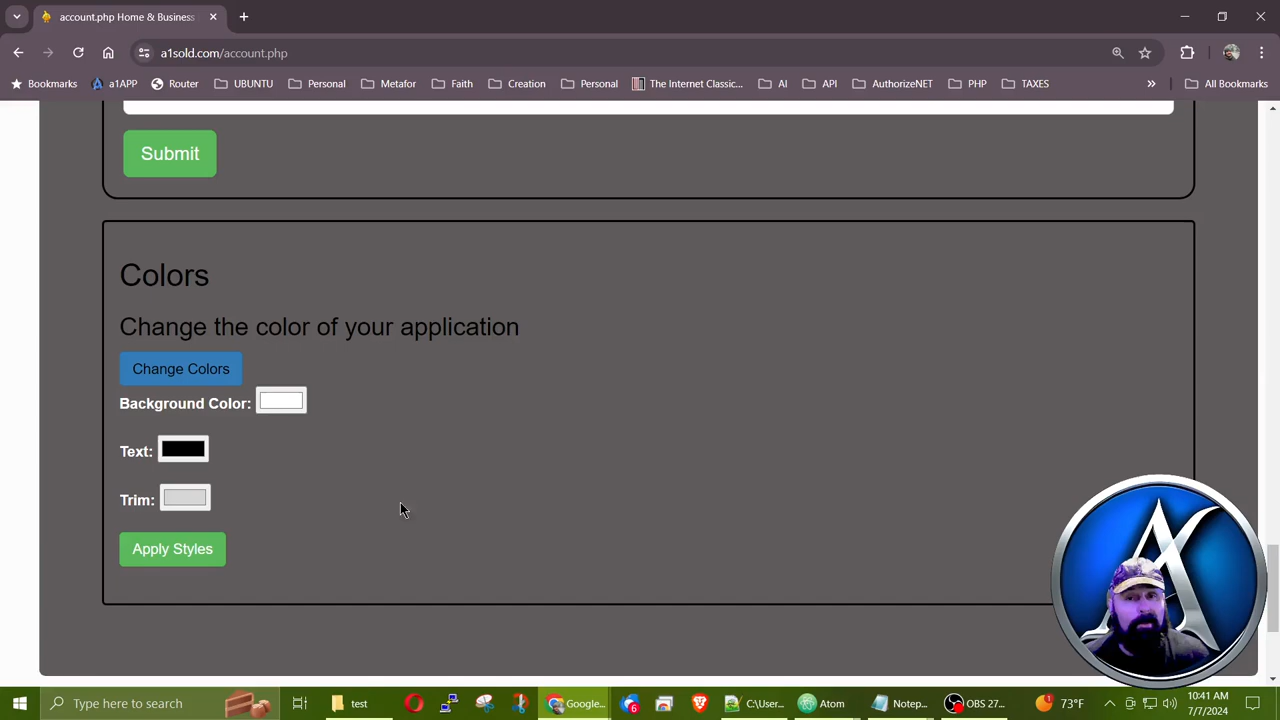 account.php Home & Business
a1sold.com/account.php
Bookmarks
a1APP
Router
UBUNTU
Personal
Metafor
Faith
Creation
Personal
The Internet Classic...
AI
API
AuthorizeNET
PHP
TAXES
All Bookmarks
Submit
Colors
Change the color of your application
Change Colors
Background Color:
Text:
Trim:
Apply Styles
Type here to search
test
Google...
6
C:\User...
Atom
Notep...
OBS 27...
73°F
10:41 AM
7/7/2024